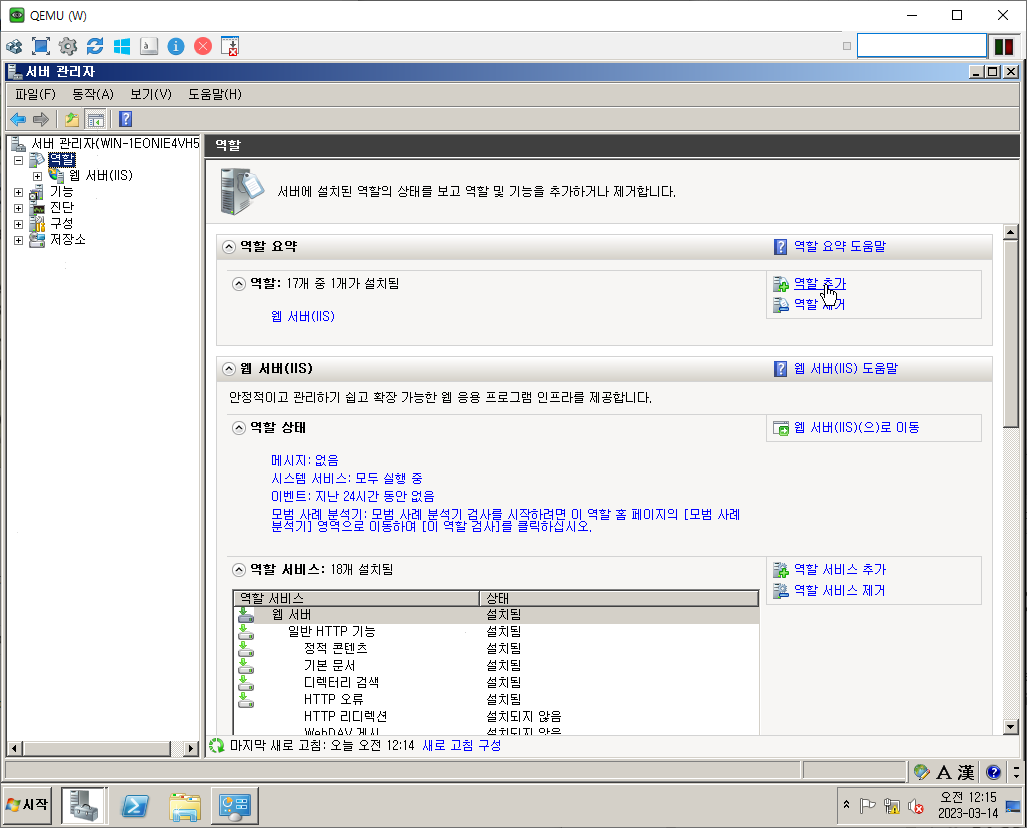 QEMU (W)
서버 관리자
파일(F) 동작(A) 보기(V) 도움말(H)
서버 관리자(WIN-1EONIE4VH5
역할
웹 서버(IIS)
기능
진단
구성
저장소
역할
서버에 설치된 역할의 상태를 보고 역할 및 기능을 추가하거나 제거합니다.
역할 요약
역할 요약 도움말
역할: 17개 중 1개가 설치됨
역할 추가
웹 서버(IIS)
역할 제거
웹 서버(IIS)
웹 서버(IIS) 도움말
안정적이고 관리하기 쉽고 확장 가능한 웹 응용 프로그램 인프라를 제공합니다.
역할 상태
웹 서버(IIS)(으)로 이동
메시지: 없음
시스템 서비스: 모두 실행 중
이벤트: 지난 24시간 동안 없음
모범 사례 분석기: 모범 사례 분석기 검사를 시작하려면 이 역할 홈 페이지의 [모범 사례
분석기] 영역으로 이동하여 [이 역할 검사]를 클릭하십시오.
역할 서비스: 18개 설치됨
역할 서비스 추가
역할 서비스 제거
역할 서비스 상태
웹 서버 설치됨
일반 HTTP 기능 설치됨
정적 콘텐츠 설치됨
기본 문서 설치됨
디렉터리 검색 설치됨
HTTP 오류 설치됨
HTTP 리디렉션 설치되지 않음
WebDAV 게시 설치되지 않음
마지막 새로 고침: 오늘 오전 12:14 새로 고침 구성
A 漢
시작
오전 12:15
2023-03-14